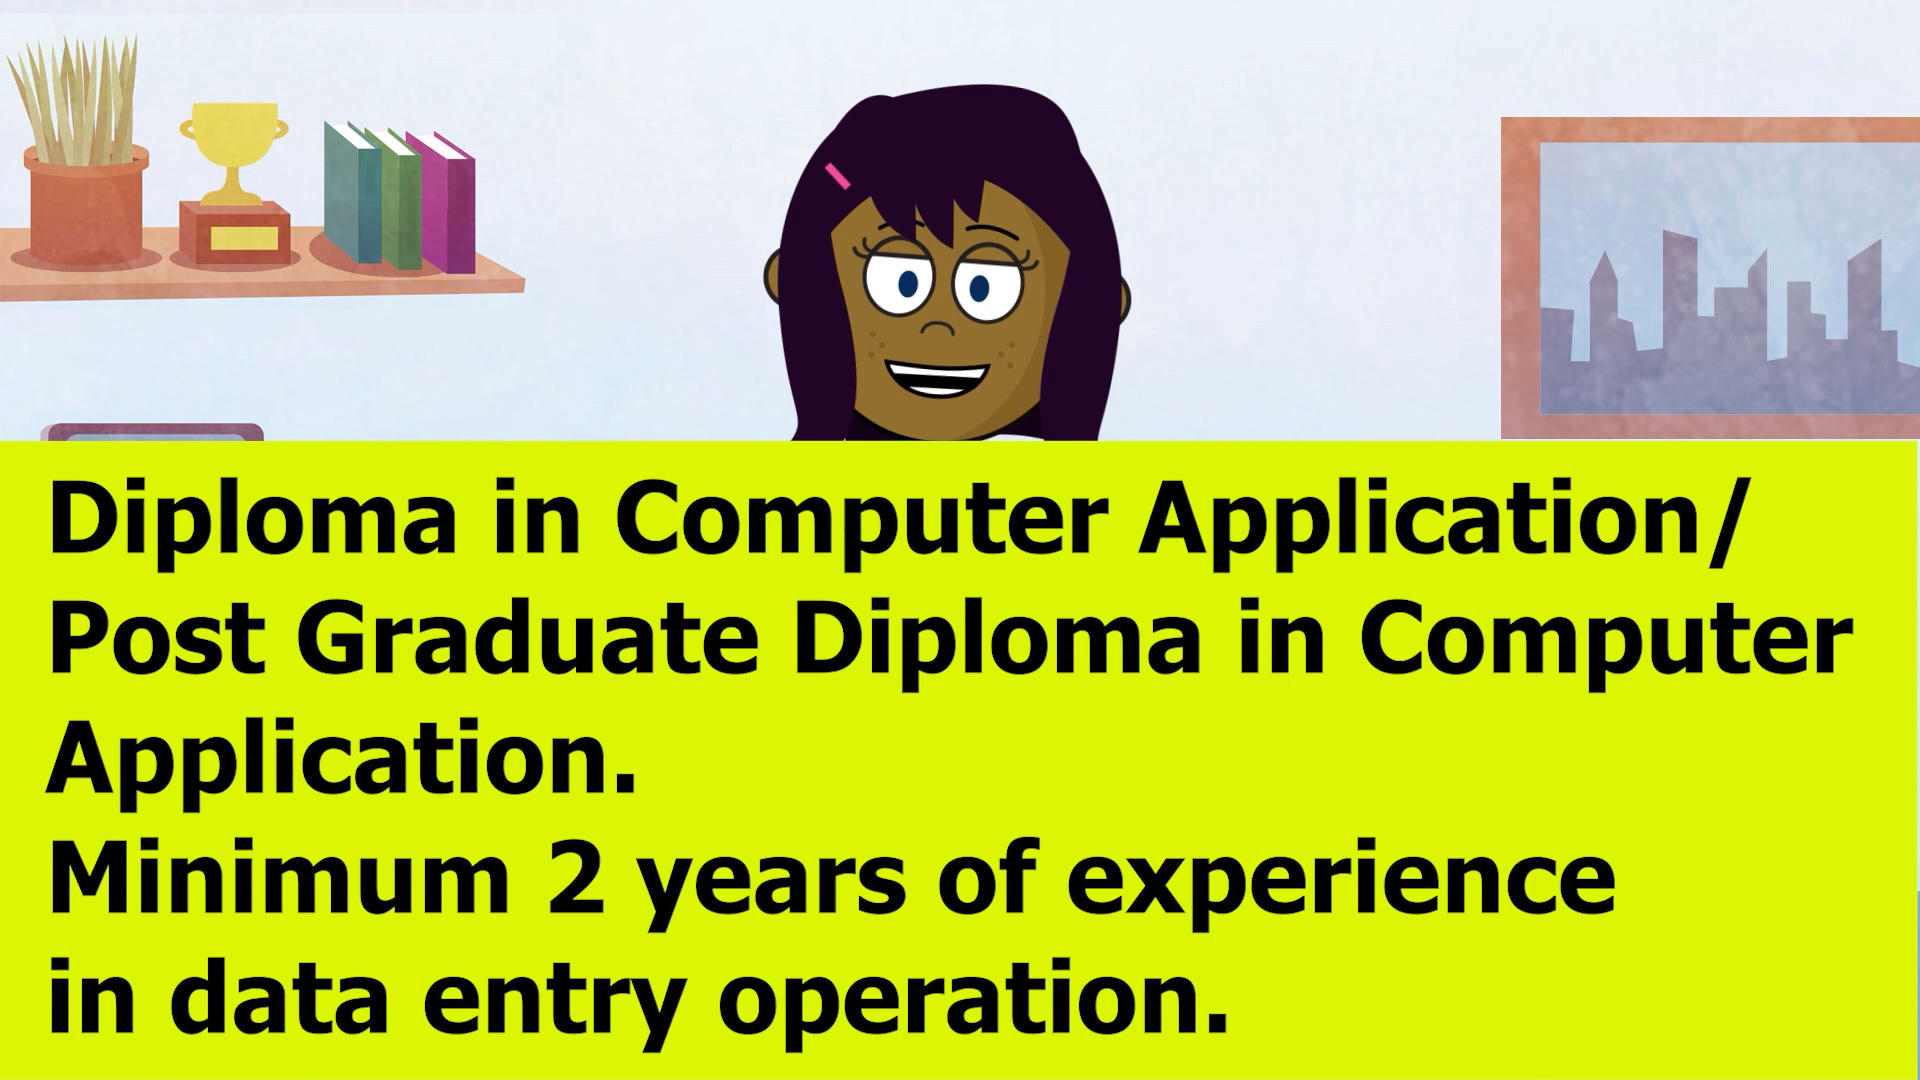 Diploma in Computer Application/
Post Graduate Diploma in Computer
Application.
Minimum 2 years of experience
in data entry operation.